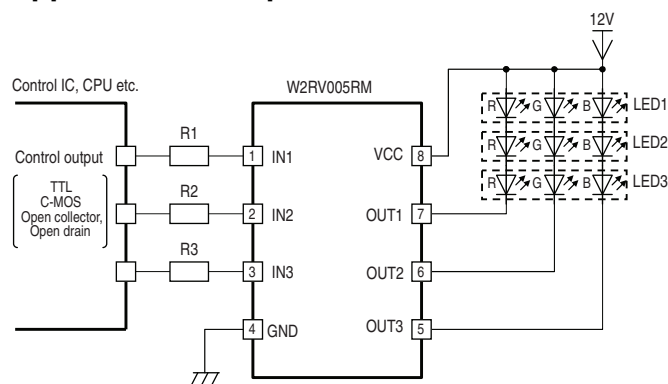 12V
Control IC, CPU etc.
W2RV005RM
R G B LED1
R G B LED2
R G B LED3
Control output
TTL
C-MOS
Open collector,
Open drain
R1
R2
R3
1 IN1
2 IN2
3 IN3
4 GND
VCC 8
OUT1 7
OUT2 6
OUT3 5